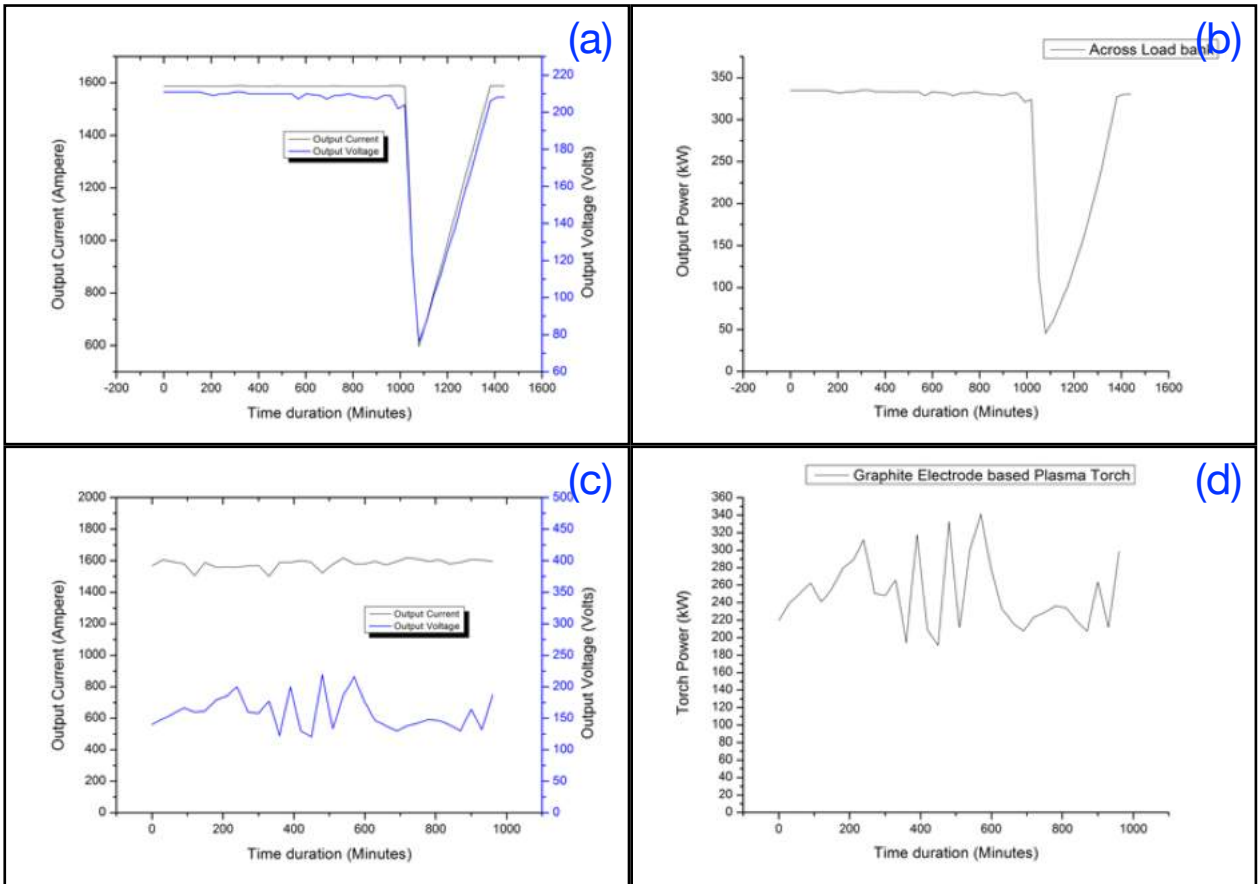 (a)
1600
1400
1200
1000
800
600
Output Current (Ampere)
220
200
180
160
140
120
100
80
60
Output Voltage (Volts)
Output Current
Output Voltage
-200 0 200 400 600 800 1000 1200 1400 1600
Time duration (Minutes)
(b)
Across Load bank
350
300
250
200
150
100
50
0
Output Power (kW)
-200 0 200 400 600 800 1000 1200 1400 1600
Time duration (Minutes)
(c)
2000
1800
1600
1400
1200
1000
800
600
400
200
0
Output Current (Ampere)
500
450
400
350
300
250
200
150
100
50
0
Output Voltage (Volts)
Output Current
Output Voltage
0 200 400 600 800 1000
Time duration (Minutes)
(d)
Graphite Electrode based Plasma Torch
360
340
320
300
280
260
240
220
200
180
160
140
120
100
80
60
40
20
0
Torch Power (kW)
0 200 400 600 800 1000
Time duration (Minutes)